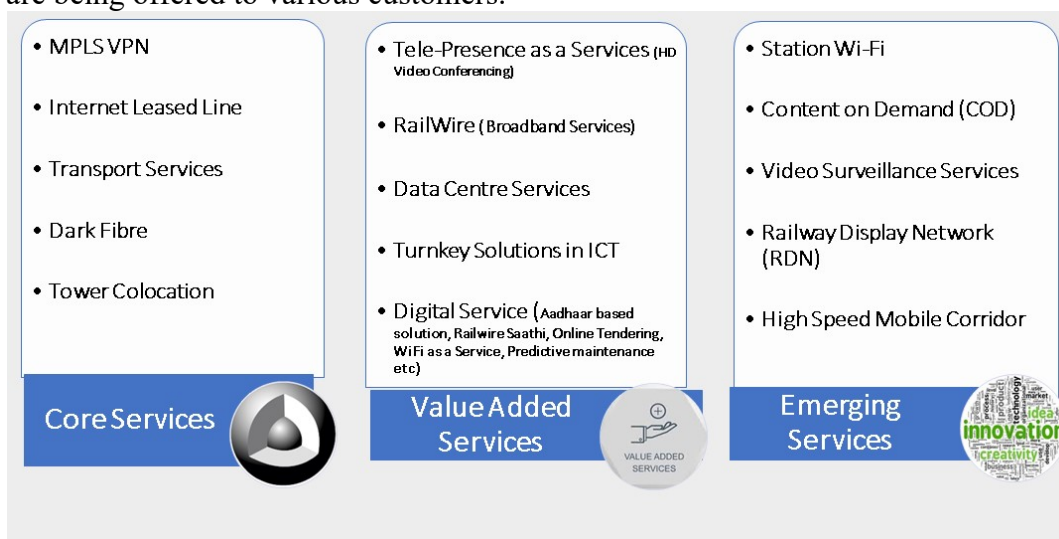 are being offered to various customers.
• MPLS VPN
• Internet Leased Line
• Transport Services
• Dark Fibre
• Tower Colocation
Core Services
• Tele-Presence as a Services (HD
Video Conferencing)
• RailWire (Broadband Services)
• Data Centre Services
• Turnkey Solutions in ICT
• Digital Service (Aadhaar based
solution, Railwire Saathi, Online Tendering,
WiFi as a Service, Predictive maintenance
etc)
Value Added
Services
VALUE ADDED
SERVICES
• Station Wi-Fi
• Content on Demand (COD)
• Video Surveillance Services
• Railway Display Network
(RDN)
• High Speed Mobile Corridor
Emerging
Services
technology
market
idea
innovation
creativity
business